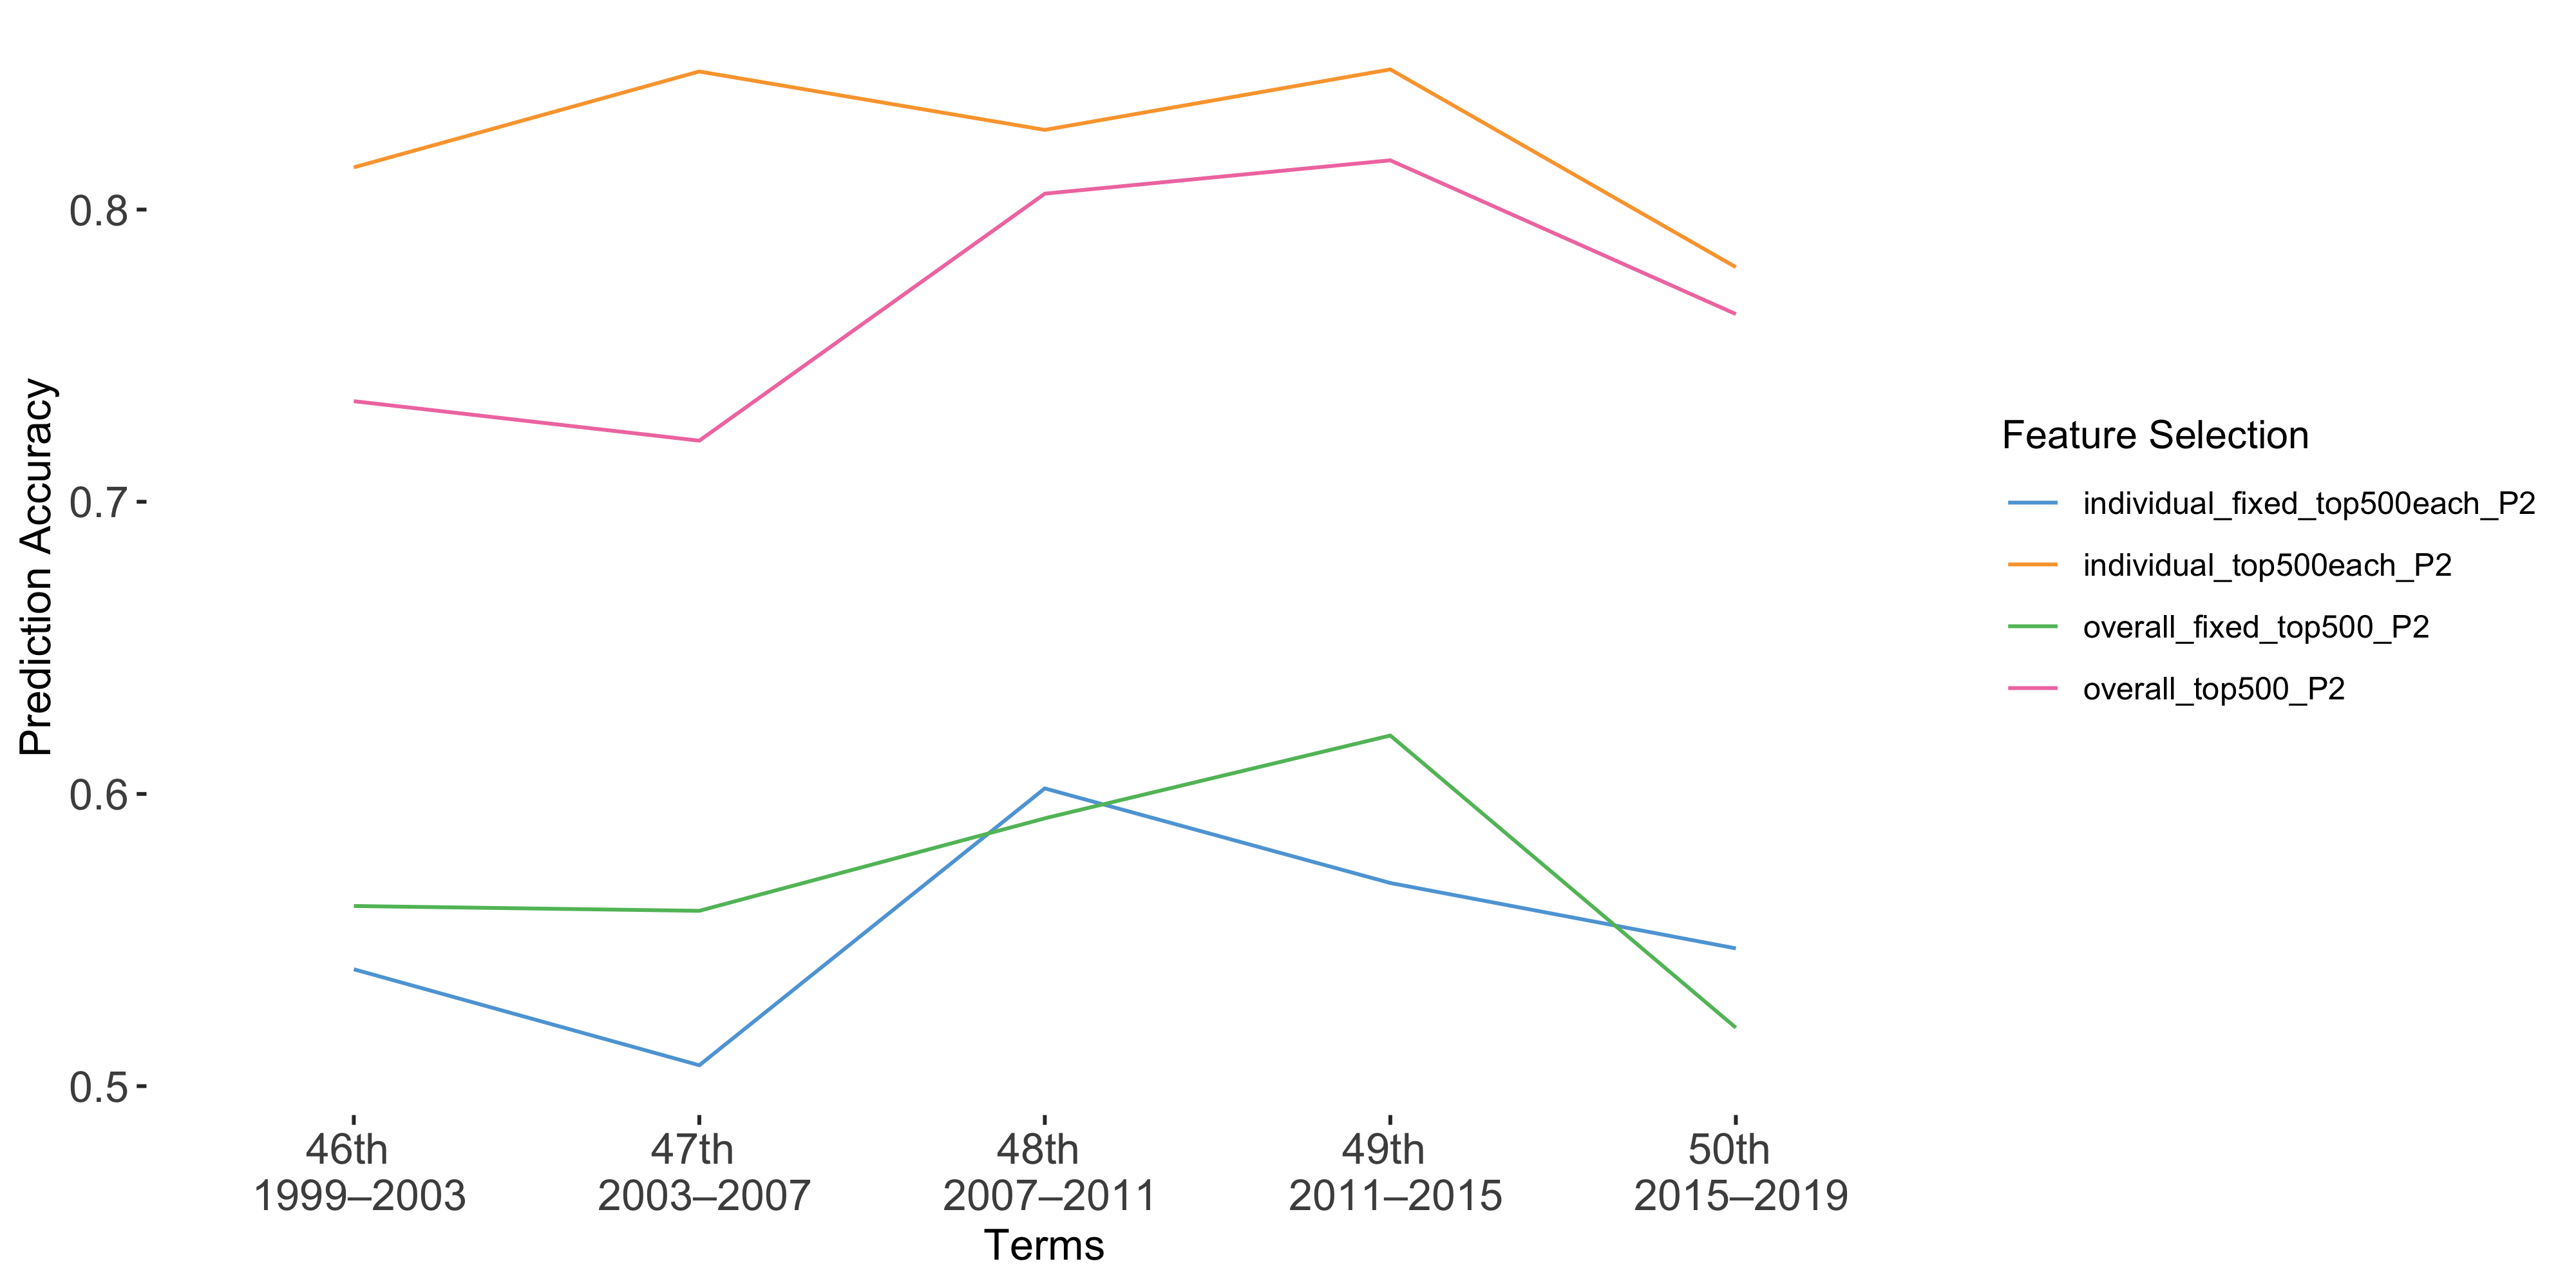 Prediction Accuracy
0.8
0.7
0.6
0.5
46th
1999–2003
47th
2003–2007
48th
2007–2011
49th
2011–2015
50th
2015–2019
Terms
Feature Selection
individual_fixed_top500each_P2
individual_top500each_P2
overall_fixed_top500_P2
overall_top500_P2